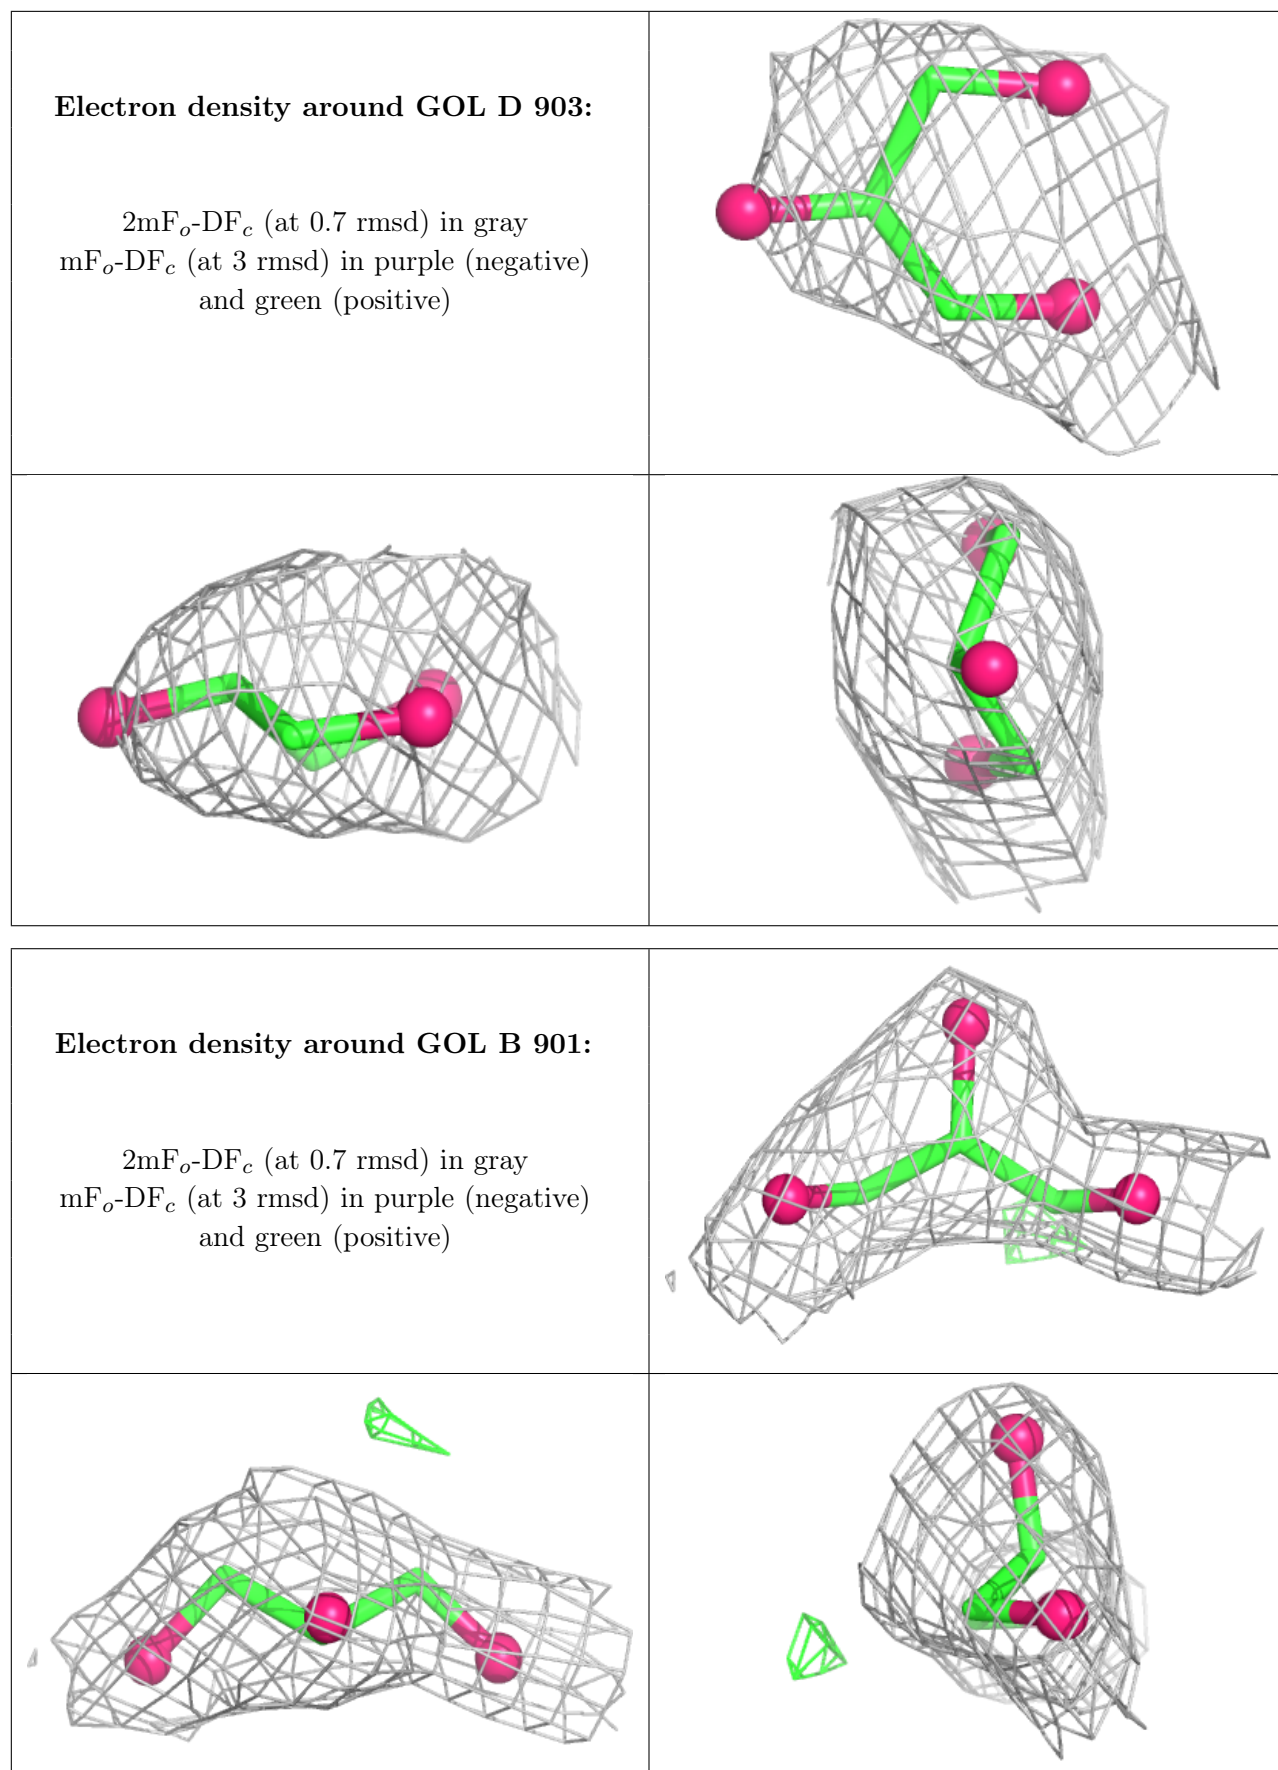 Electron density around GOL D 903:
2mFo-DFc (at 0.7 rmsd) in gray
mFo-DFc (at 3 rmsd) in purple (negative)
and green (positive)
Electron density around GOL B 901:
2mFo-DFc (at 0.7 rmsd) in gray
mFo-DFc (at 3 rmsd) in purple (negative)
and green (positive)